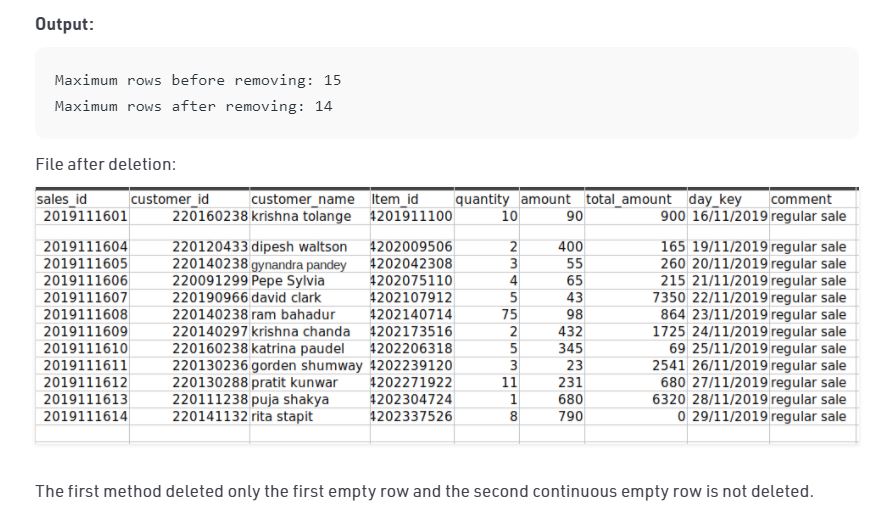 Output:
Maximum rows before removing: 15
Maximum rows after removing: 14
File after deletion:
sales_id customer_id customer_name Item_id quantity amount total_amount day_key comment
2019111601 220160238 krishna tolange 4201911100 10 90 900 16/11/2019 regular sale
2019111604 220120433 dipesh waltson 4202009506 2 400 165 19/11/2019 regular sale
2019111605 220140238 gynandra pandey 4202042308 3 55 260 20/11/2019 regular sale
2019111606 220091299 Pepe Sylvia 4202075110 4 65 215 21/11/2019 regular sale
2019111607 220190966 david clark 4202107912 5 43 7350 22/11/2019 regular sale
2019111608 220140238 ram bahadur 4202140714 75 98 864 23/11/2019 regular sale
2019111609 220140297 krishna chanda 4202173516 2 432 1725 24/11/2019 regular sale
2019111610 220160238 katrina paudel 4202206318 5 345 69 25/11/2019 regular sale
2019111611 220130236 gorden shumway 4202239120 3 23 2541 26/11/2019 regular sale
2019111612 220130288 pratit kunwar 4202271922 11 231 680 27/11/2019 regular sale
2019111613 220111238 puja shakya 4202304724 1 680 6320 28/11/2019 regular sale
2019111614 220141132 rita stapit 4202337526 8 790 0 29/11/2019 regular sale
The first method deleted only the first empty row and the second continuous empty row is not deleted.